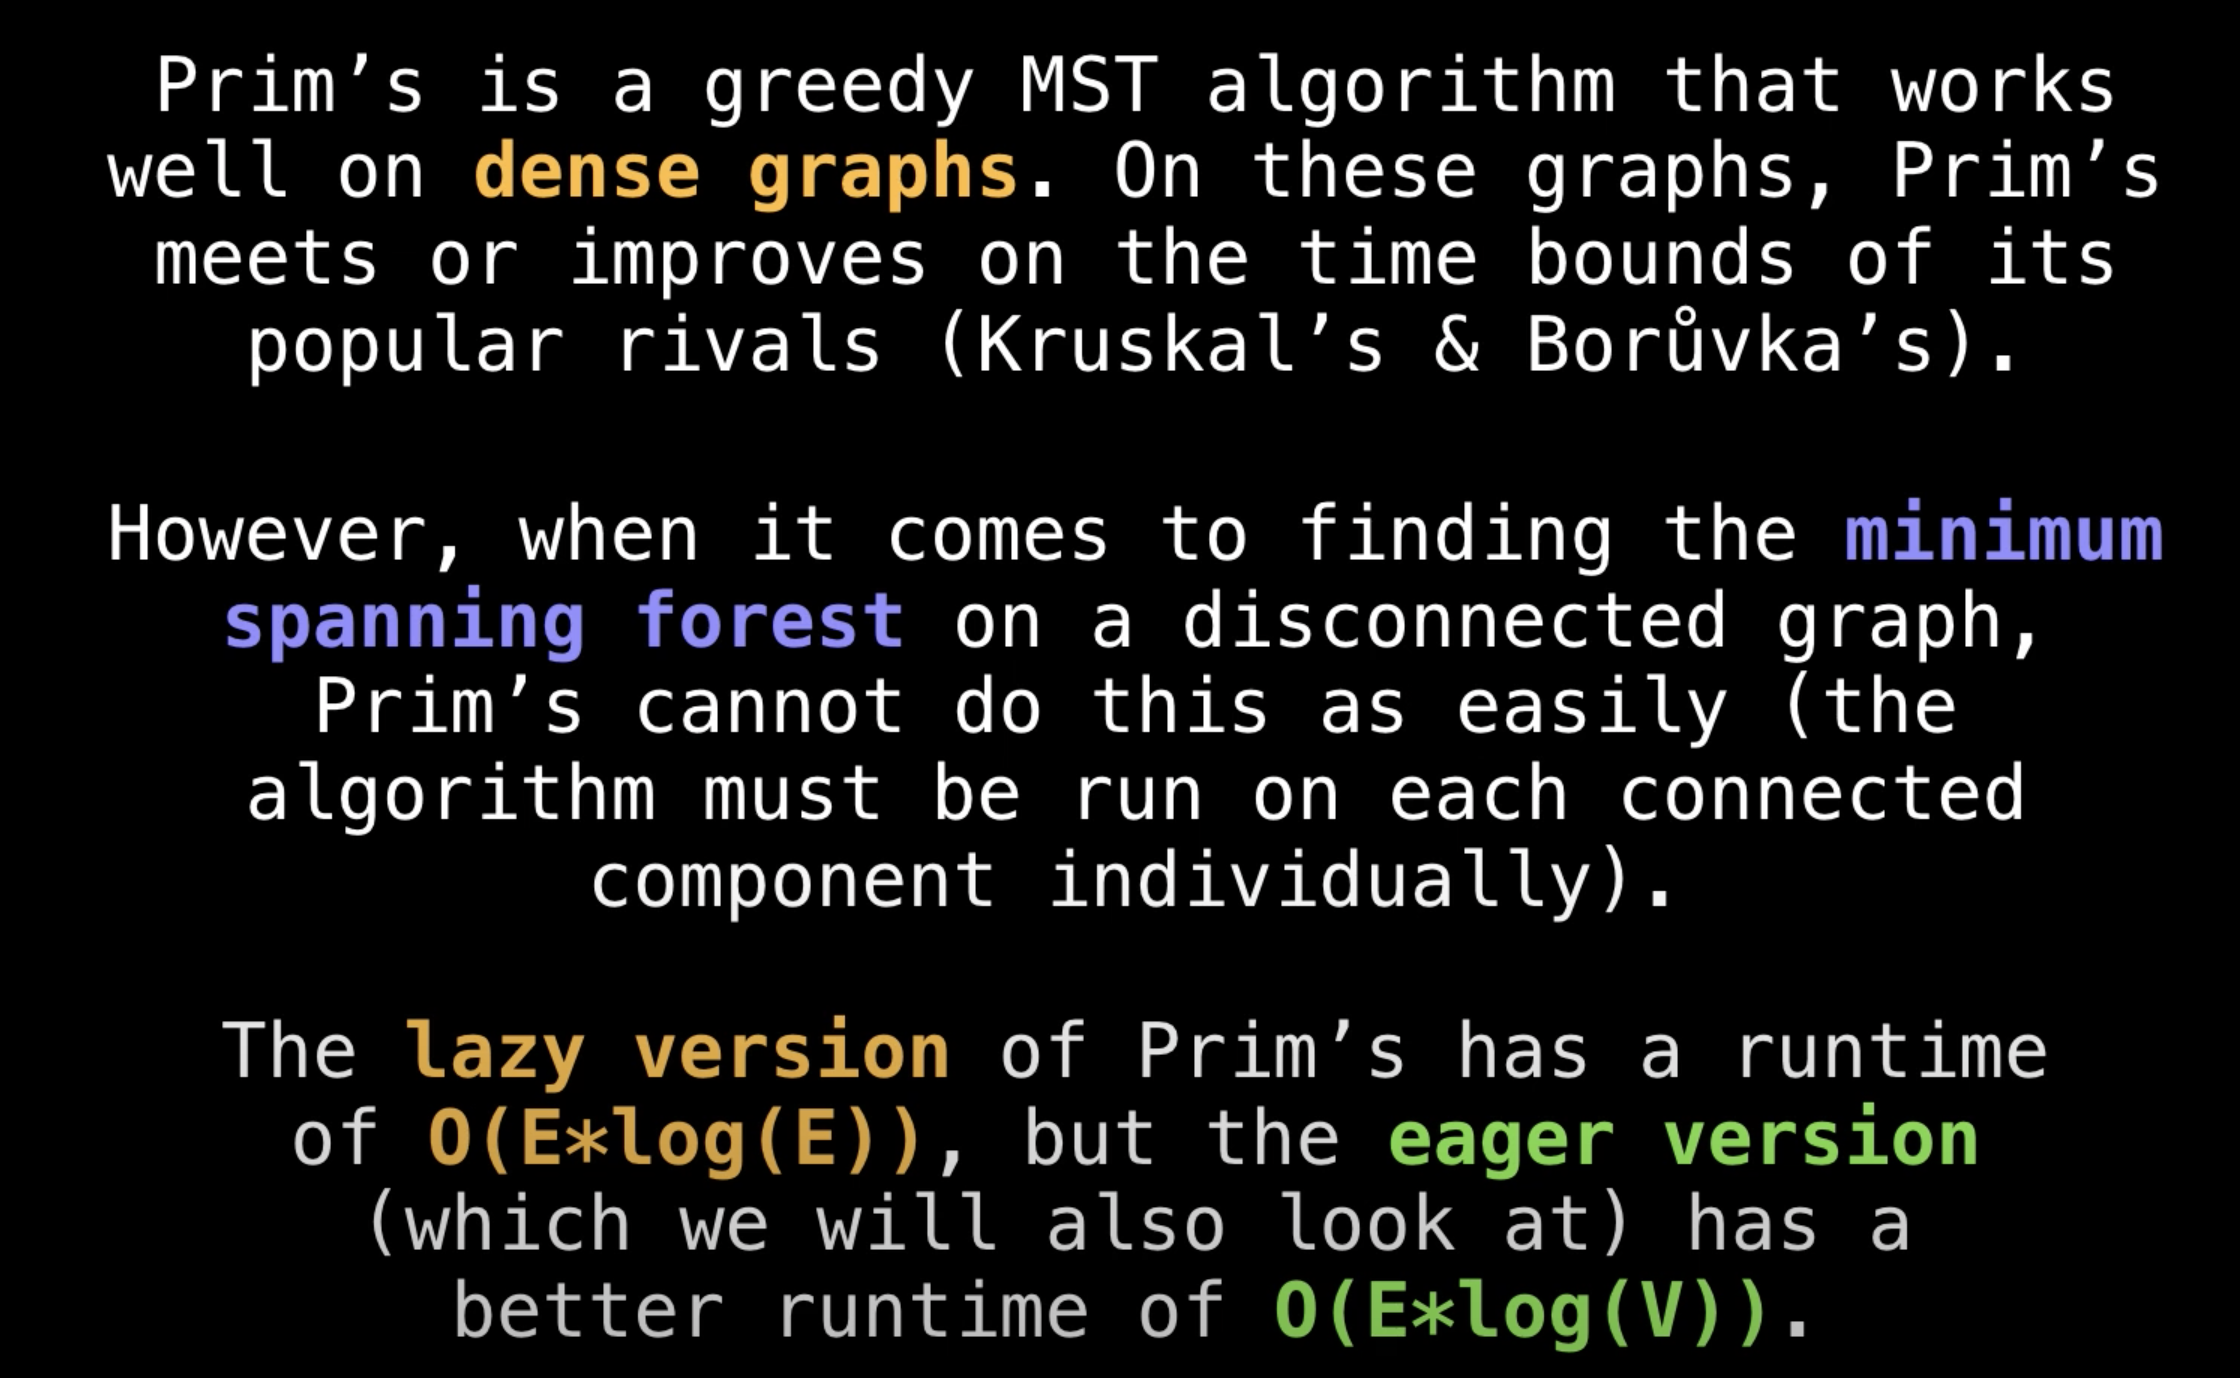 Prim’s is a greedy MST algorithm that works
well on dense graphs. On these graphs, Prim’s
meets or improves on the time bounds of its
popular rivals (Kruskal’s & Borůvka’s).
However, when it comes to finding the minimum
spanning forest on a disconnected graph,
Prim’s cannot do this as easily (the
algorithm must be run on each connected
component individually).
The lazy version of Prim’s has a runtime
of O(E*log(E)), but the eager version
(which we will also look at) has a
better runtime of O(E*log(V)).